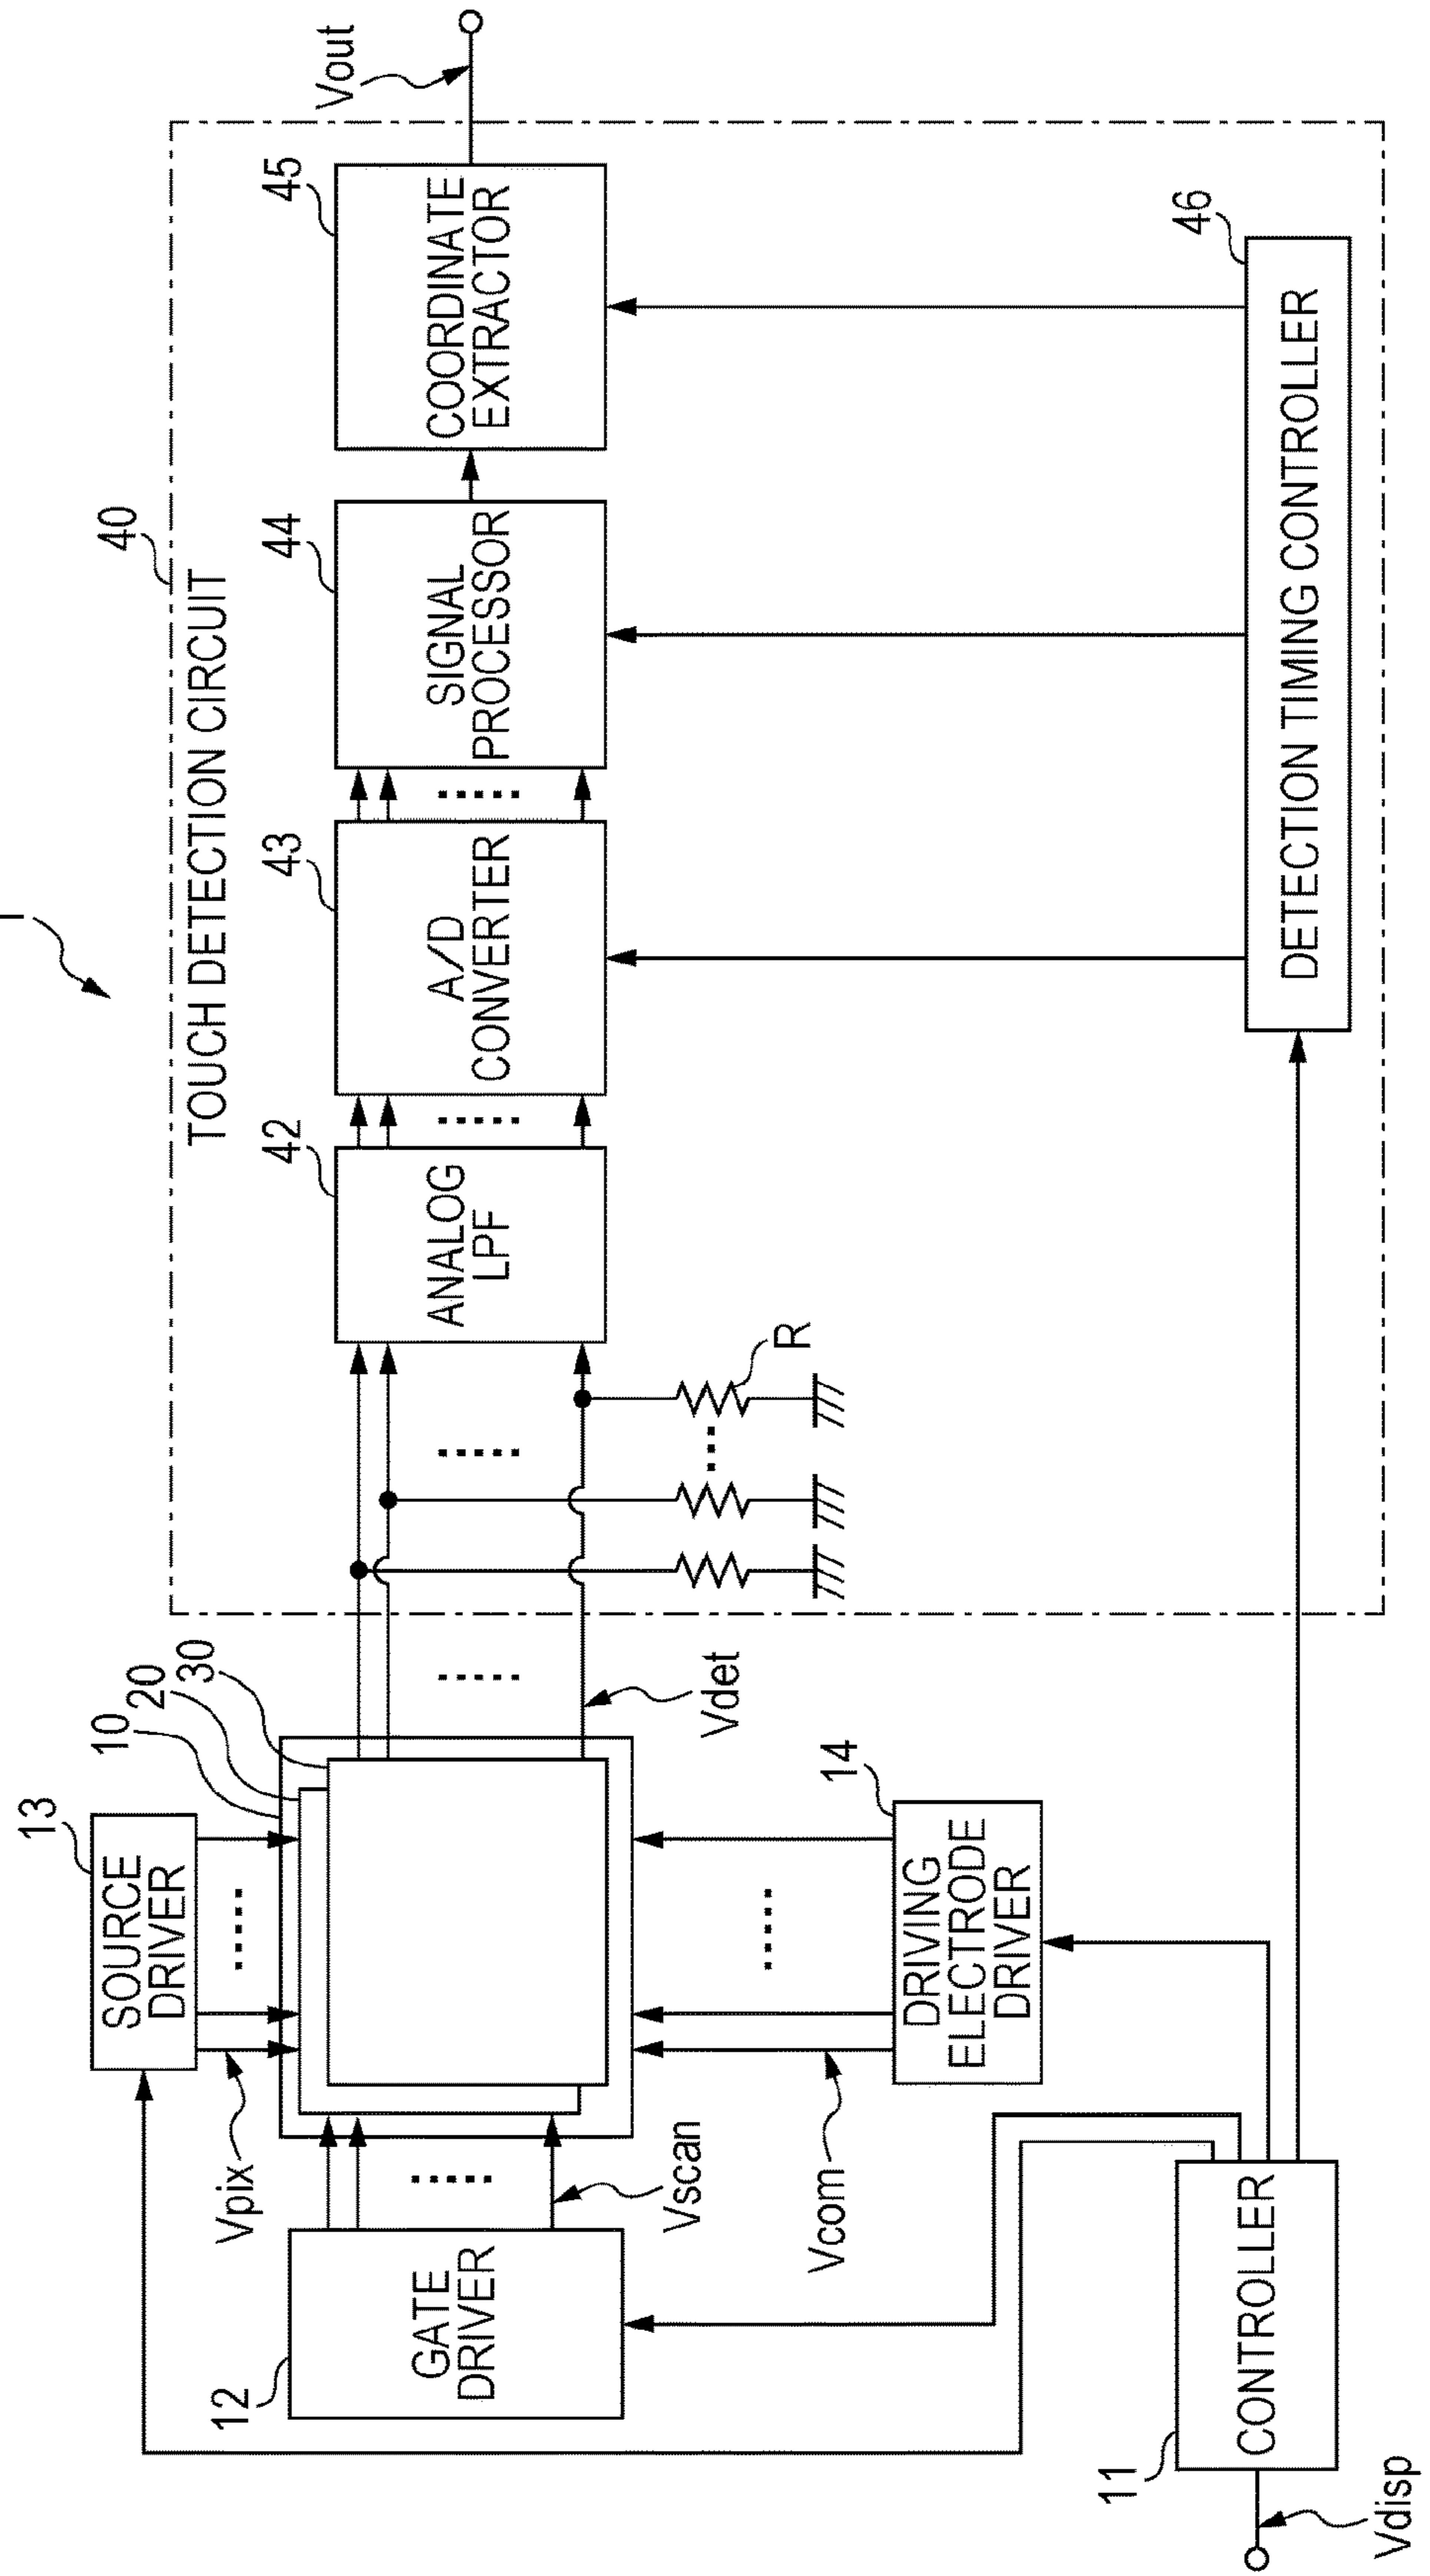 1
40
TOUCH DETECTION CIRCUIT
13
SOURCE
DRIVER
10
20
30
42
ANALOG
LPF
43
A/D
CONVERTER
44
SIGNAL
PROCESSOR
45
COORDINATE
EXTRACTOR
Vout
Vpix
12
GATE
DRIVER
Vscan
Vdet
R
Vcom
14
DRIVING
ELECTRODE
DRIVER
46
DETECTION TIMING CONTROLLER
11
CONTROLLER
Vdisp